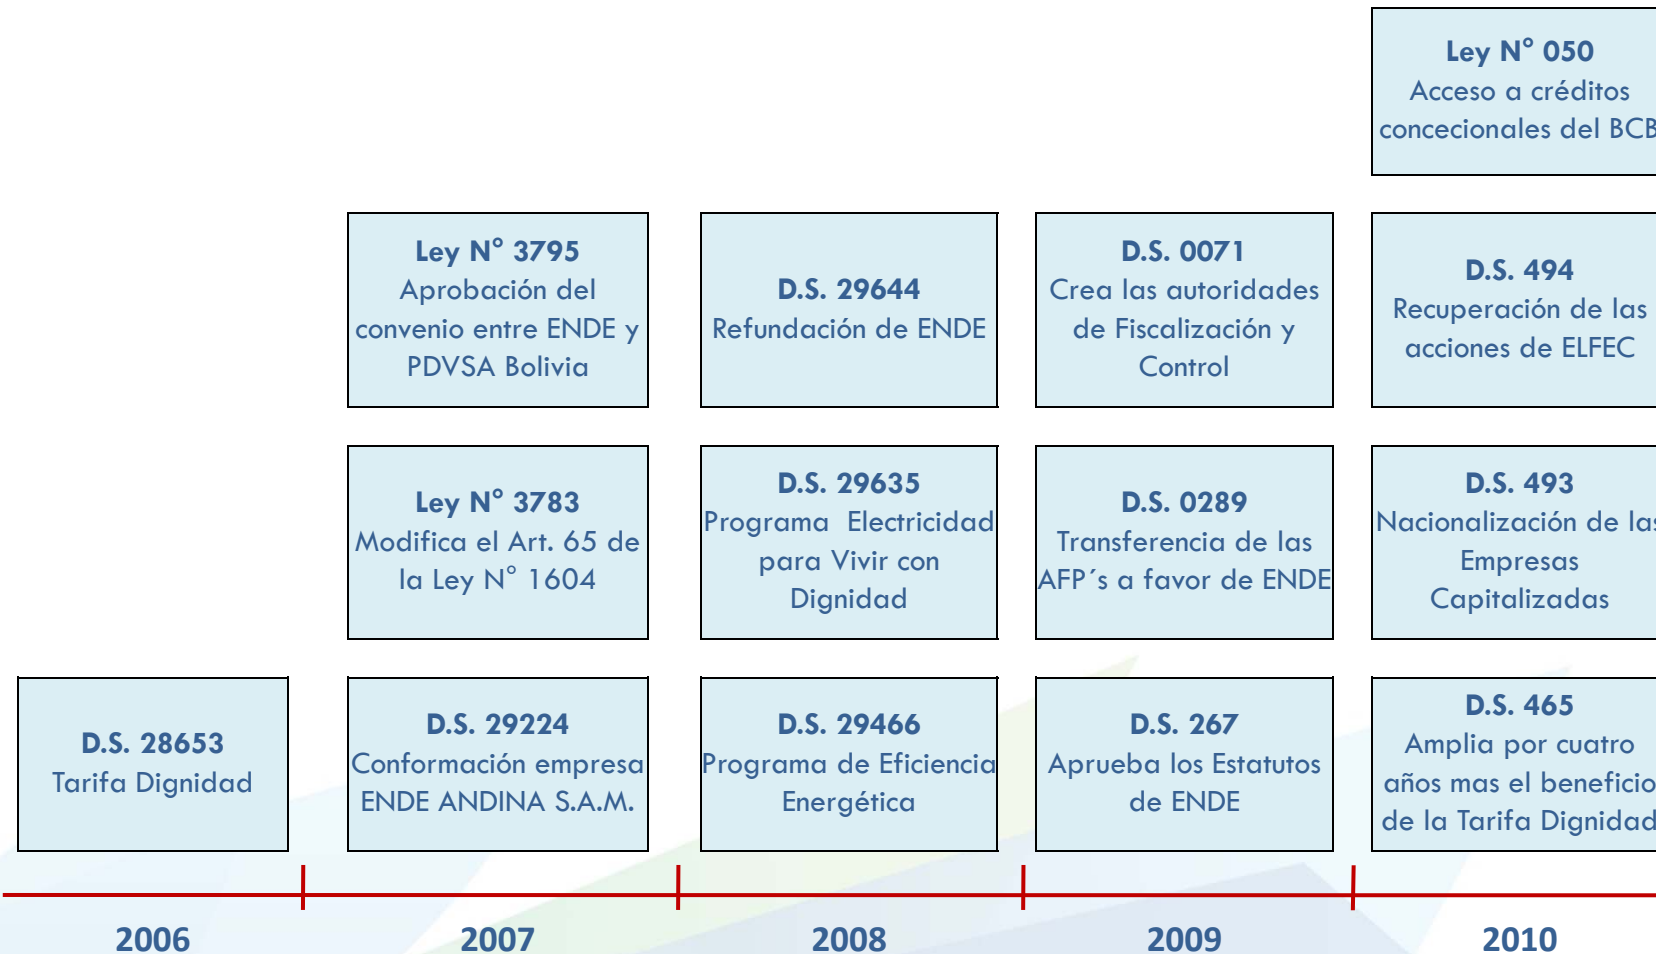 Ley N° 050
Acceso a créditos
concecionales del BCB
Ley N° 3795
Aprobación del
convenio entre ENDE y
PDVSA Bolivia
D.S. 29644
Refundación de ENDE
D.S. 0071
Crea las autoridades
de Fiscalización y
Control
D.S. 494
Recuperación de las
acciones de ELFEC
Ley N° 3783
Modifica el Art. 65 de
la Ley N° 1604
D.S. 29635
Programa Electricidad
para Vivir con
Dignidad
D.S. 0289
Transferencia de las
AFP´s a favor de ENDE
D.S. 493
Nacionalización de las
Empresas
Capitalizadas
D.S. 28653
Tarifa Dignidad
D.S. 29224
Conformación empresa
ENDE ANDINA S.A.M.
D.S. 29466
Programa de Eficiencia
Energética
D.S. 267
Aprueba los Estatutos
de ENDE
D.S. 465
Amplia por cuatro
años mas el beneficio
de la Tarifa Dignidad
2006
2007
2008
2009
2010